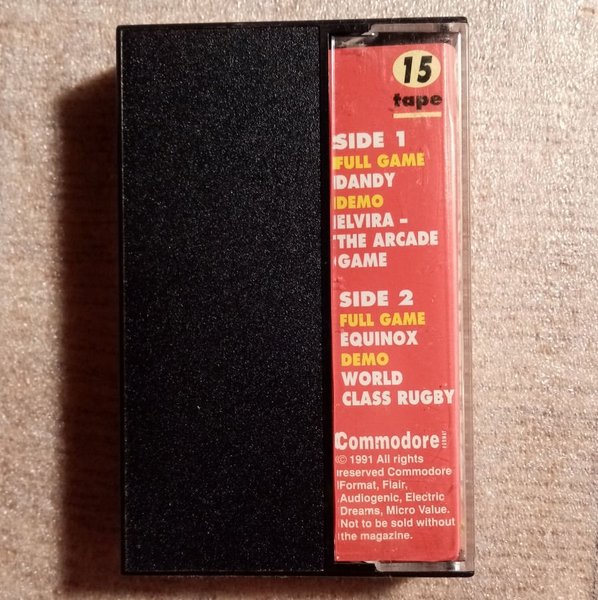 15
tape
SIDE 1
FULL GAME
DANDY
DEMO
ELVIRA -
THE ARCADE
GAME
SIDE 2
FULL GAME
EQUINOX
DEMO
WORLD
CLASS RUGBY
Commodore FORMAT
© 1991 All rights
reserved Commodore
Format, Flair,
Audiogenic, Electric
Dreams, Micro Value.
Not to be sold without
the magazine.